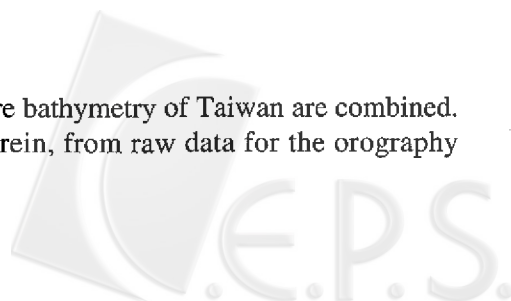 re bathymetry of Taiwan are combined.
rein, from raw data for the orography
C.E.P.S.